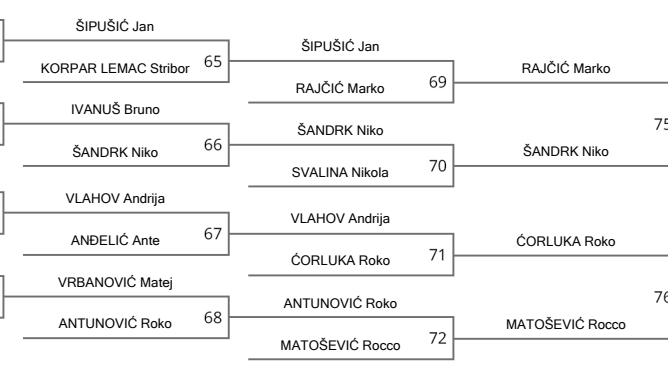 ŠIPUŠIĆ Jan
KORPAR LEMAC Stribor
65
IVANUŠ Bruno
ŠANDRK Niko
66
VLAHOV Andrija
ANĐELIĆ Ante
67
VRBANOVIĆ Matej
ANTUNOVIĆ Roko
68
ŠIPUŠIĆ Jan
RAJČIĆ Marko
69
ŠANDRK Niko
SVALINA Nikola
70
VLAHOV Andrija
ĆORLUKA Roko
71
ANTUNOVIĆ Roko
MATOŠEVIĆ Rocco
72
RAJČIĆ Marko
75
ŠANDRK Niko
ĆORLUKA Roko
76
MATOŠEVIĆ Rocco